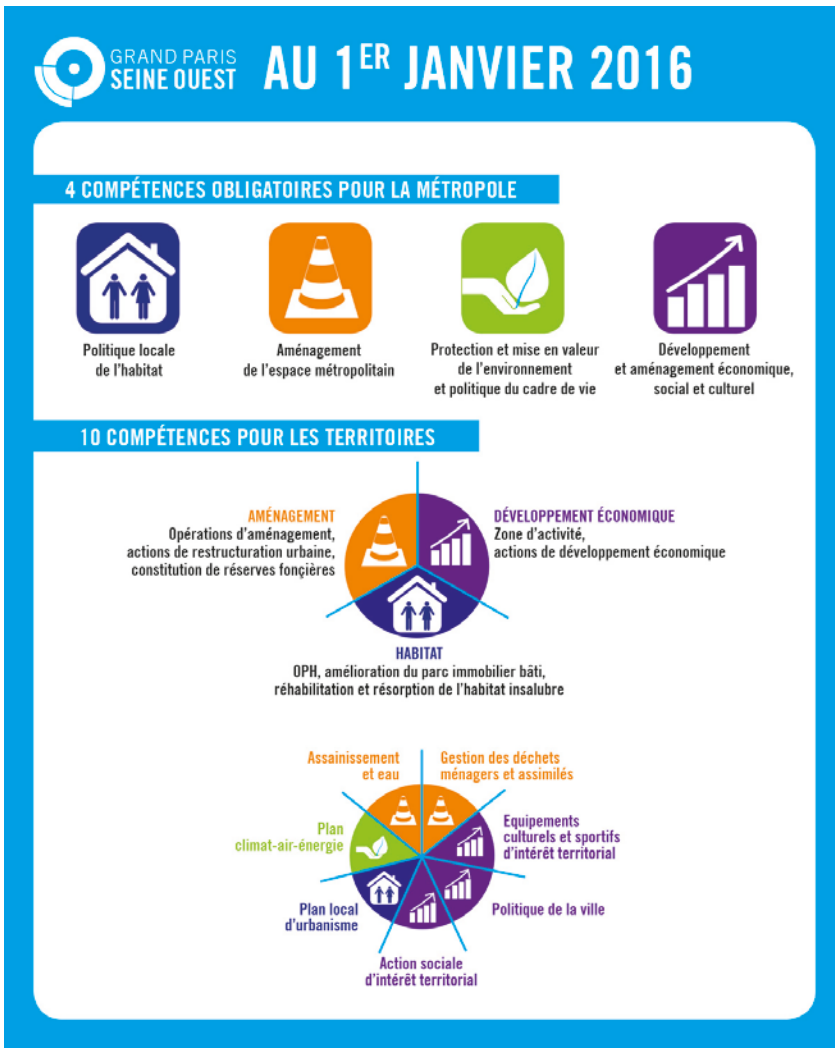 GRAND PARIS
SEINE OUEST
AU 1ER JANVIER 2016
4 COMPÉTENCES OBLIGATOIRES POUR LA MÉTROPOLE
Politique locale
de l'habitat
Aménagement
de l'espace métropolitain
Protection et mise en valeur
de l'environnement
et politique du cadre de vie
Développement
et aménagement économique,
social et culturel
10 COMPÉTENCES POUR LES TERRITOIRES
AMÉNAGEMENT
Opérations d'aménagement,
actions de restructuration urbaine,
constitution de réserves fonçières
DÉVELOPPEMENT ÉCONOMIQUE
Zone d'activité,
actions de développement économique
HABITAT
OPH, amélioration du parc immobilier bâti,
réhabilitation et résorption de l'habitat insalubre
Assainissement
et eau
Gestion des déchets
ménagers et assimilés
Plan
climat-air-énergie
Equipements
culturels et sportifs
d'intérêt territorial
Plan local
d'urbanisme
Politique de la ville
Action sociale
d'intérêt territorial